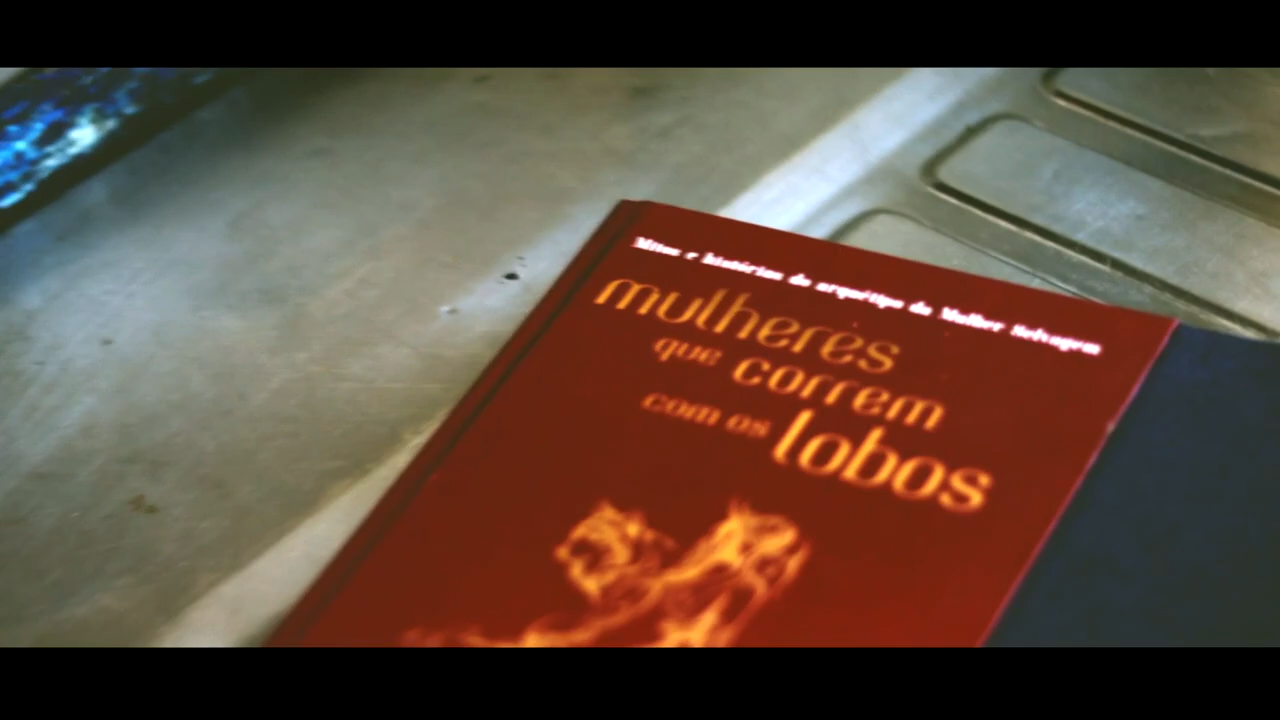 Mitos e histórias do arquétipo da Mulher Selvagem
mulheres
que correm
com os lobos